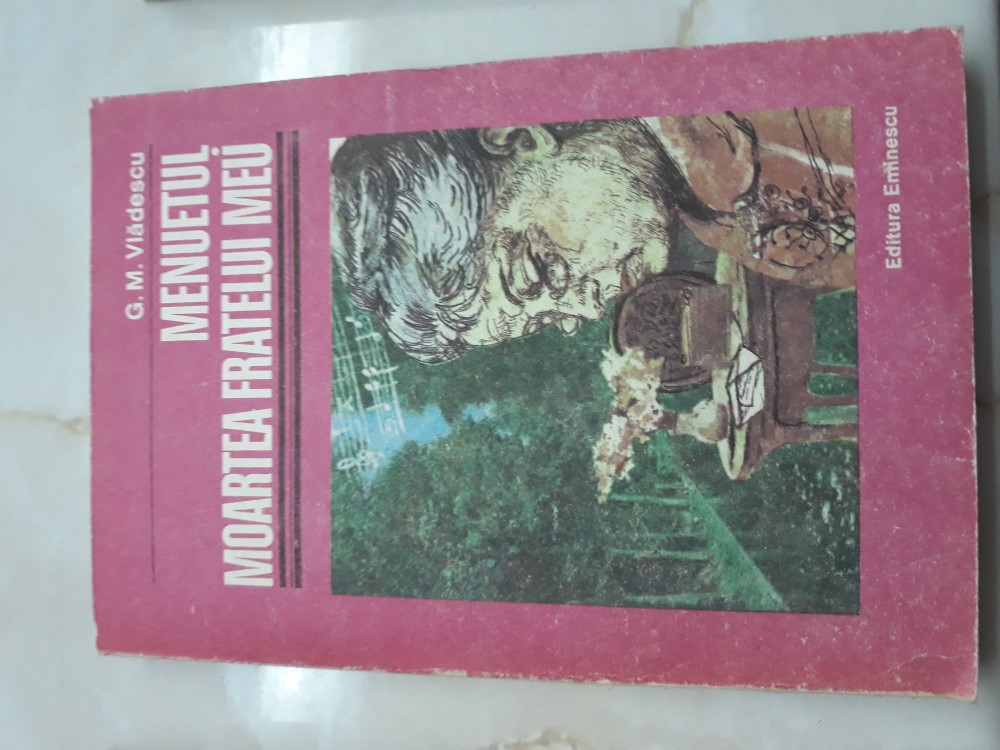 G. M. Vlădescu
MENUETUL
MOARTEA FRATELUI MEU
Editura Eminescu